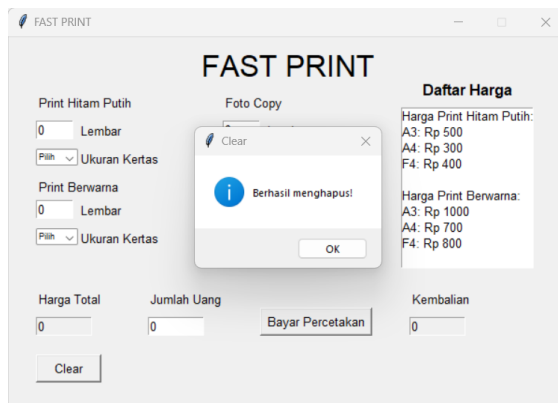 FAST PRINT
FAST PRINT
Daftar Harga
Print Hitam Putih
Foto Copy
0 Lembar
Pilih Ukuran Kertas
Print Berwarna
0 Lembar
Pilih Ukuran Kertas
Clear
Berhasil menghapus!
OK
Harga Print Hitam Putih:
A3: Rp 500
A4: Rp 300
F4: Rp 400
Harga Print Berwarna:
A3: Rp 1000
A4: Rp 700
F4: Rp 800
Harga Total
Jumlah Uang
Kembalian
0
0
Bayar Percetakan
0
Clear